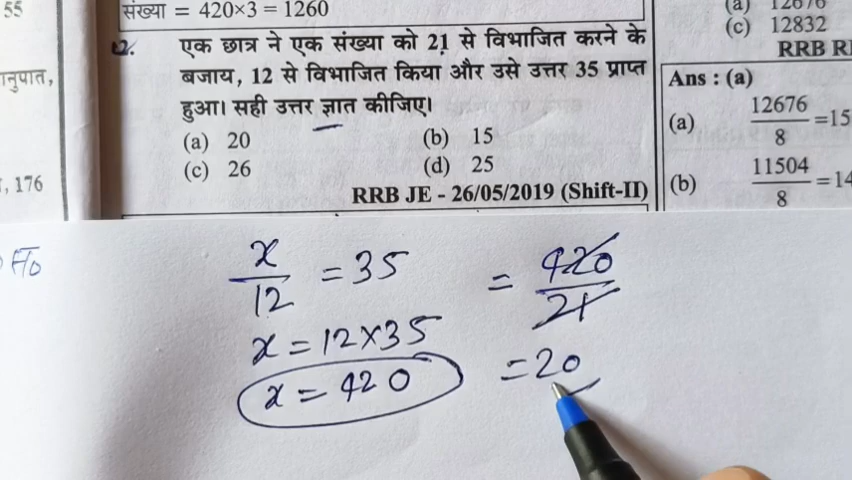 55
ानुपात,
, 176
संख्या = 420×3 = 1260
एक छात्र ने एक संख्या को 21 से विभाजित करने के
बजाय, 12 से विभाजित किया और उसे उत्तर 35 प्राप्त
हुआ। सही उत्तर ज्ञात कीजिए।
(a) 20 (b) 15
(c) 26 (d) 25
RRB JE - 26/05/2019 (Shift-II)
(a) 12676
(c) 12832
RRB R
Ans : (a)
(a) 12676/8 =15
(b) 11504/8 =14
x/12 = 35
x = 12×35
x = 420
= 420/21
= 20